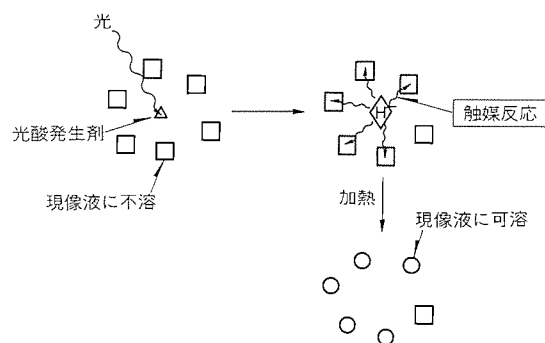 光
光酸発生剤
現像液に不溶
H
触媒反応
加熱
現像液に可溶